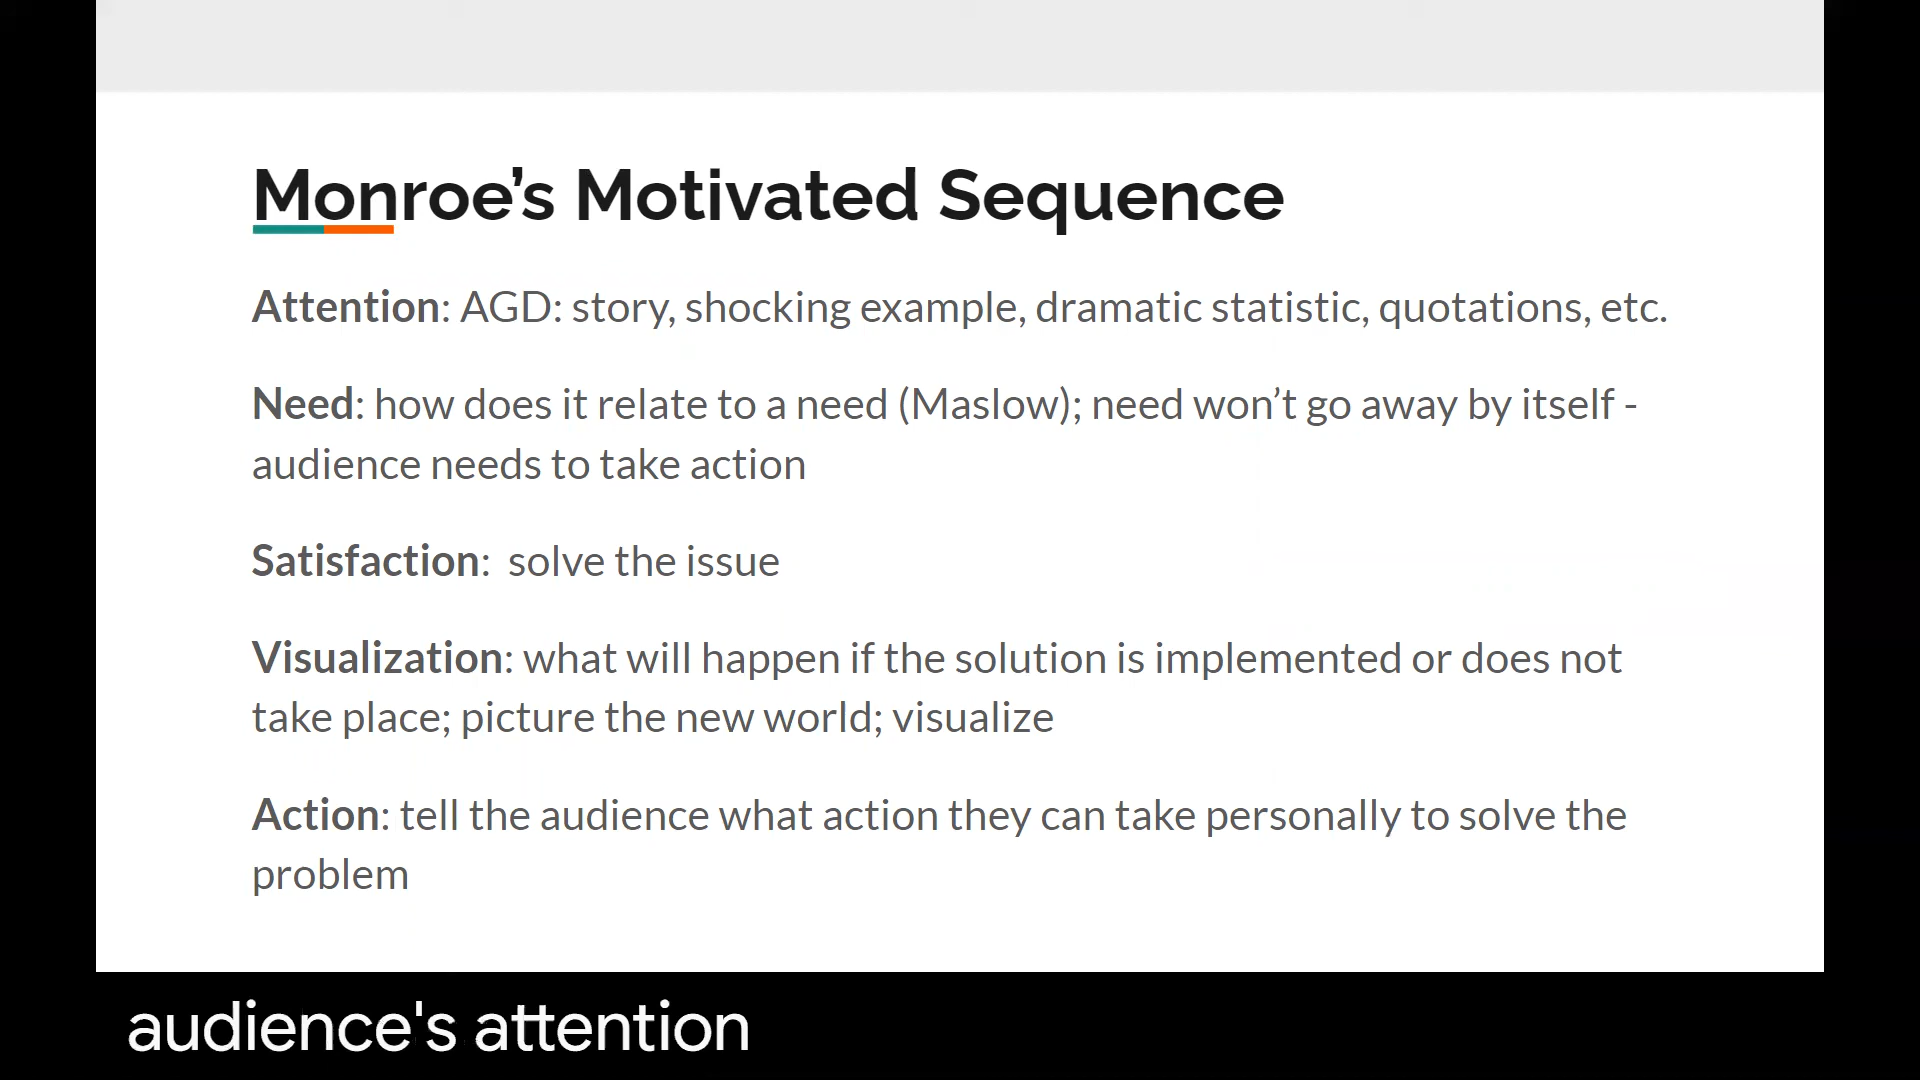 Monroe’s Motivated Sequence
Attention: AGD: story, shocking example, dramatic statistic, quotations, etc.
Need: how does it relate to a need (Maslow); need won’t go away by itself -
audience needs to take action
Satisfaction:  solve the issue
Visualization: what will happen if the solution is implemented or does not
take place; picture the new world; visualize
Action: tell the audience what action they can take personally to solve the
problem
audience's attention